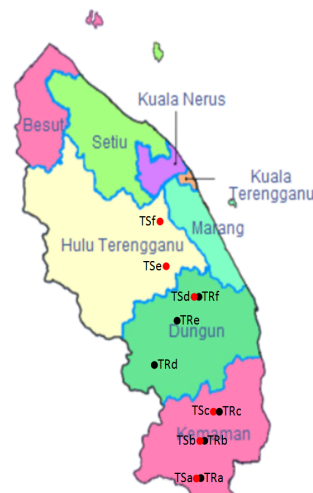 Kuala Nerus
Besut
Setiu
Kuala
Terengganu
TSf
Marang
Hulu Terengganu
TSe
TSd TRf
TRe
Dungun
TRd
TSc TRc
Kemaman
TSb TRb
TSa TRa